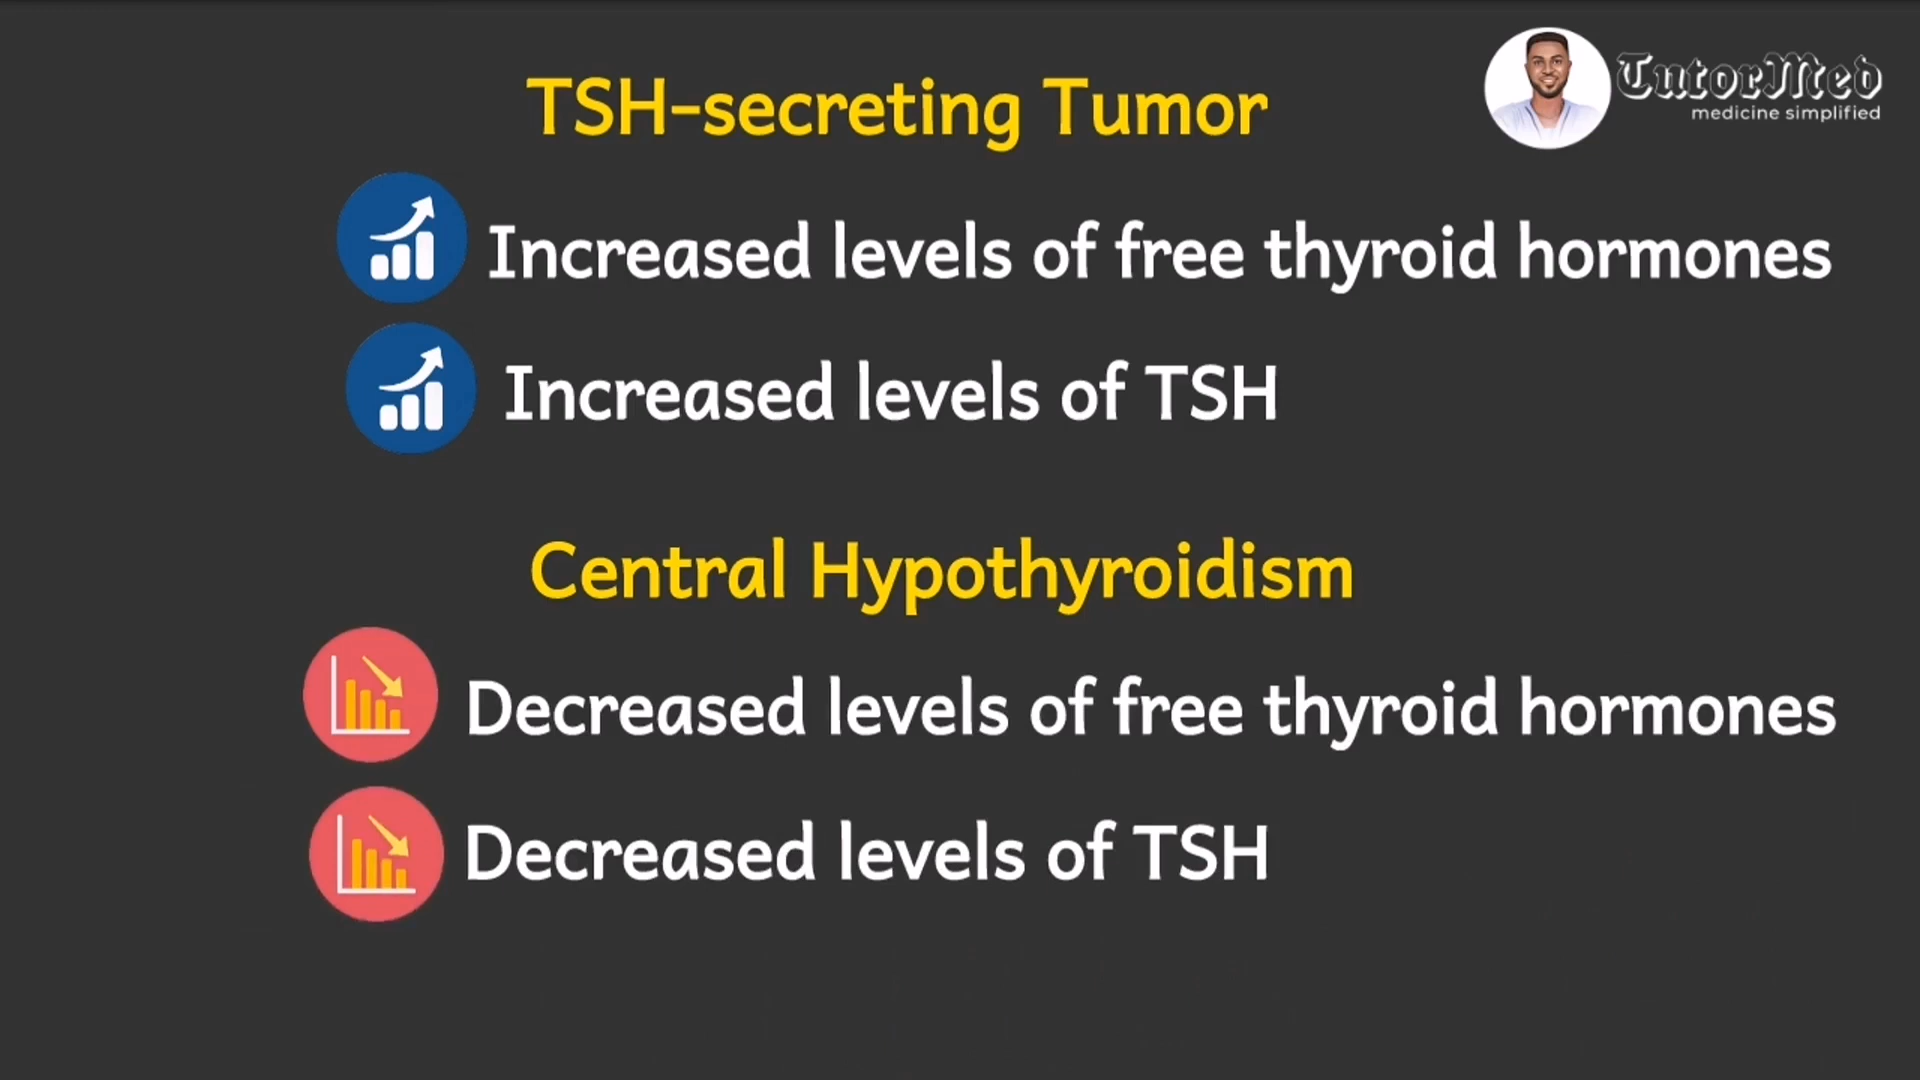 TutorMed
medicine simplified
TSH-secreting Tumor
Increased levels of free thyroid hormones
Increased levels of TSH
Central Hypothyroidism
Decreased levels of free thyroid hormones
Decreased levels of TSH